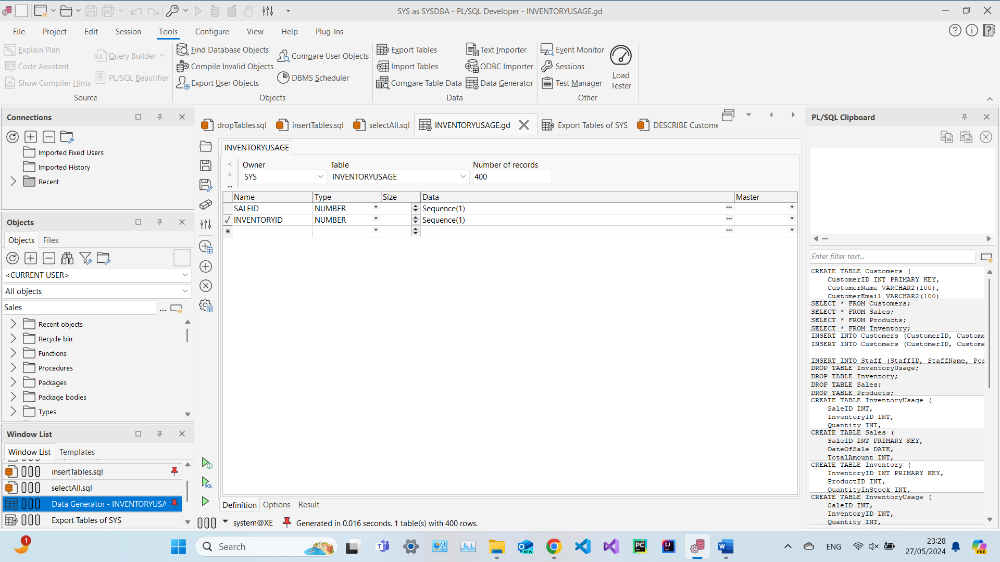 SYS as SYSDBA - PL/SQL Developer - INVENTORYUSAGE.gd
File Project Edit Session Tools Configure View Help Plug-Ins
Explain Plan
Code Assistant
Show Compiler Hints
Query Builder
PL/SQL Beautifier
Source
Find Database Objects
Compile Invalid Objects
Export User Objects
Compare User Objects
DBMS Scheduler
Objects
Export Tables
Import Tables
Compare Table Data
Text Importer
ODBC Importer
Data Generator
Data
Event Monitor
Sessions
Test Manager
Load Tester
Other
Connections
Imported Fixed Users
Imported History
Recent
Objects
Objects Files
<CURRENT USER>
All objects
Sales
...
Recent objects
Recycle bin
Functions
Procedures
Packages
Package bodies
Types
Window List
Window List Templates
insertTables.sql
selectAll.sql
Data Generator - INVENTORYUSA
Export Tables of SYS
dropTables.sql insertTables.sql selectAll.sql INVENTORYUSAGE.gd Export Tables of SYS DESCRIBE Custome
INVENTORYUSAGE
< > ...
Owner Table Number of records
SYS INVENTORYUSAGE 400
Name Type Size Data Master
SALEID NUMBER Sequence(1) ...
INVENTORYID NUMBER Sequence(1) ...
* ...
SQL
Definition Options Result
system@XE Generated in 0.016 seconds. 1 table(s) with 400 rows.
PL/SQL Clipboard
Enter filter text...
CREATE TABLE Customers (
CustomerID INT PRIMARY KEY,
CustomerName VARCHAR2(100),
CustomerEmail VARCHAR2(100)
SELECT * FROM Customers;
SELECT * FROM Sales;
SELECT * FROM Products;
SELECT * FROM Inventory;
INSERT INTO Customers (CustomerID, Custome
INSERT INTO Customers (CustomerID, Custome
INSERT INTO Staff (StaffID, StaffName, Pos
DROP TABLE InventoryUsage;
DROP TABLE Inventory;
DROP TABLE Sales;
DROP TABLE Products;
CREATE TABLE InventoryUsage (
SaleID INT,
InventoryID INT,
Quantity INT,
CREATE TABLE Sales (
SaleID INT PRIMARY KEY,
DateOfSale DATE,
TotalAmount INT,
CREATE TABLE Inventory (
InventoryID INT PRIMARY KEY,
ProductID INT,
QuantityInStock INT,
CREATE TABLE InventoryUsage (
SaleID INT,
InventoryID INT,
Quantity INT,
1
Search
NEW
PC
IJ
W
ENG
23:28
27/05/2024
PRE